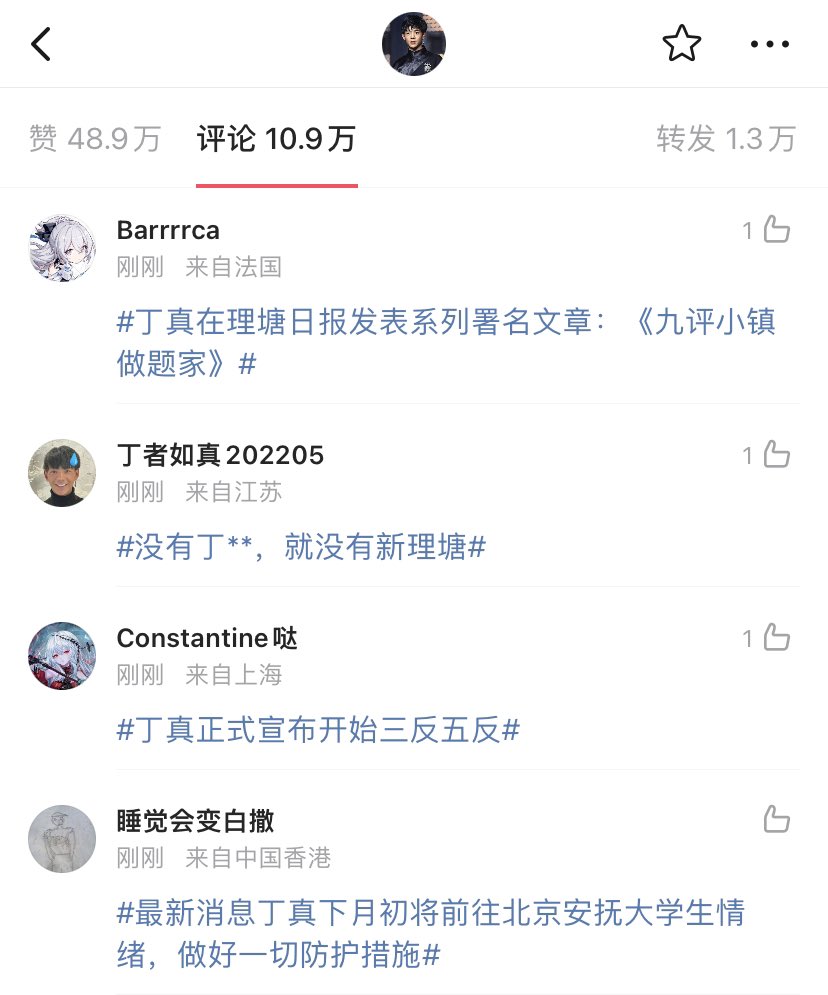 赞 48.9万 评论 10.9万 转发 1.3万
Barrrrca 1
刚刚 来自法国
#丁真在理塘日报发表系列署名文章：《九评小镇
做题家》#
丁者如真202205 1
刚刚 来自江苏
#没有丁**，就没有新理塘#
Constantine哒 1
刚刚 来自上海
#丁真正式宣布开始三反五反#
睡觉会变白撒
刚刚 来自中国香港
#最新消息丁真下月初将前往北京安抚大学生情
绪，做好一切防护措施#